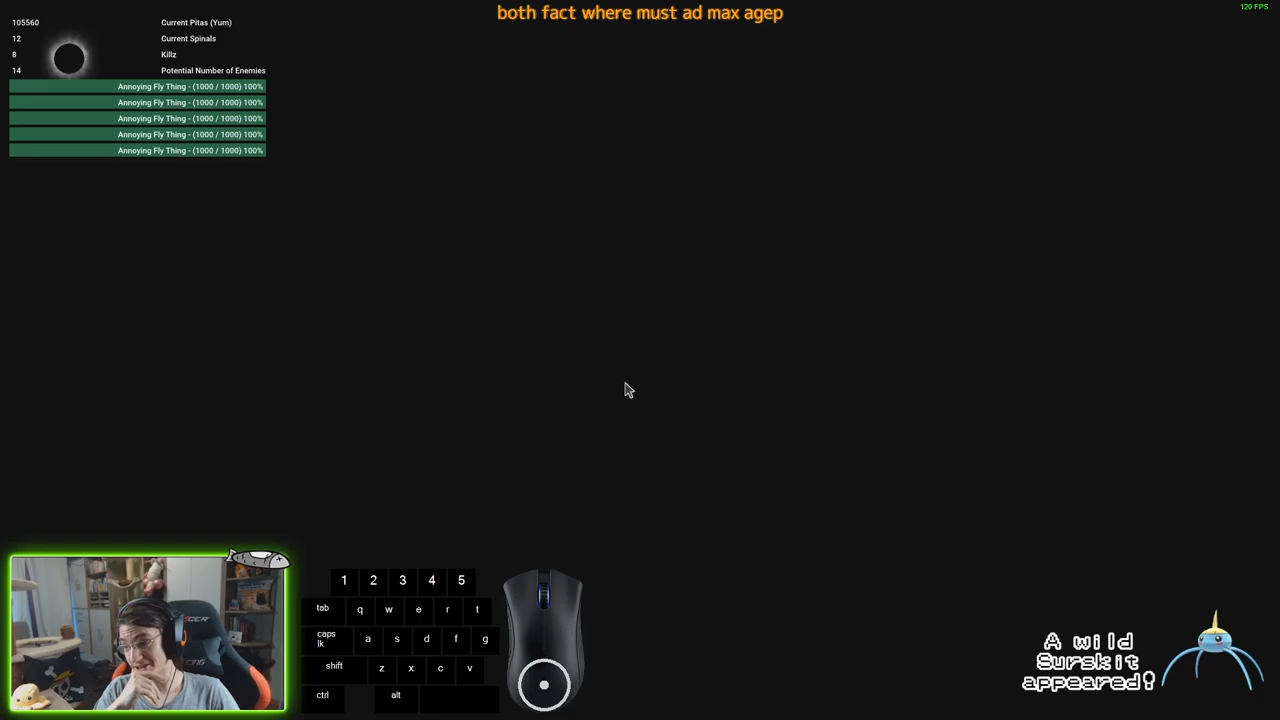 both fact where must ad max agep
120 FPS
105560 Current Pitas (Yum)
12 Current Spinals
8 Killz
14 Potential Number of Enemies
Annoying Fly Thing - (1000 / 1000) 100%
Annoying Fly Thing - (1000 / 1000) 100%
Annoying Fly Thing - (1000 / 1000) 100%
Annoying Fly Thing - (1000 / 1000) 100%
Annoying Fly Thing - (1000 / 1000) 100%
1 2 3 4 5
tab q w e r t
caps lk a s d f g
shift z x c v
ctrl alt
A wild
Surskit
appeared!